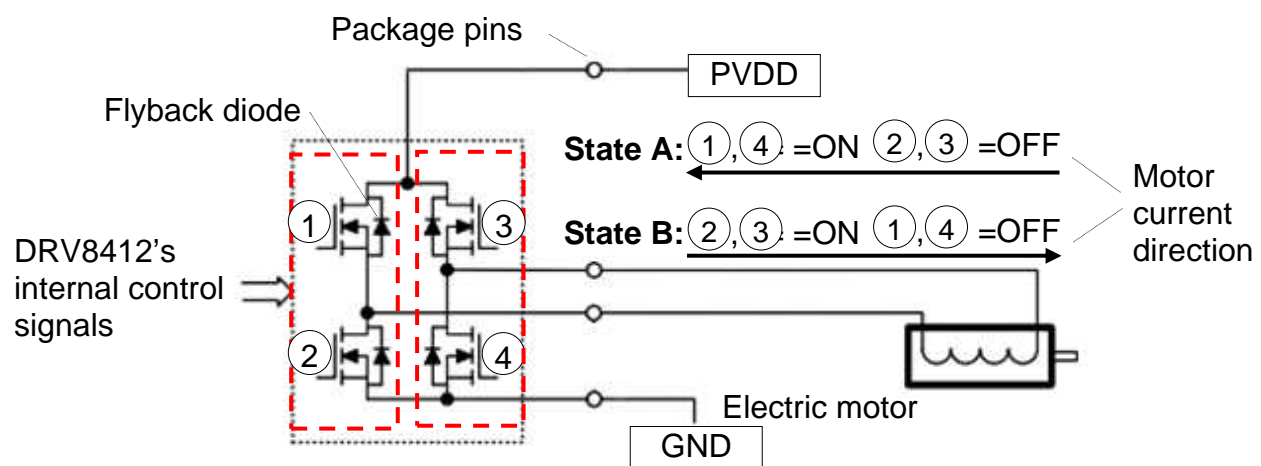 Package pins
PVDD
Flyback diode
State A: 1,4 =ON 2,3 =OFF
Motor
current
direction
State B: 2,3 =ON 1,4 =OFF
1
3
DRV8412's
internal control
signals
2
4
Electric motor
GND